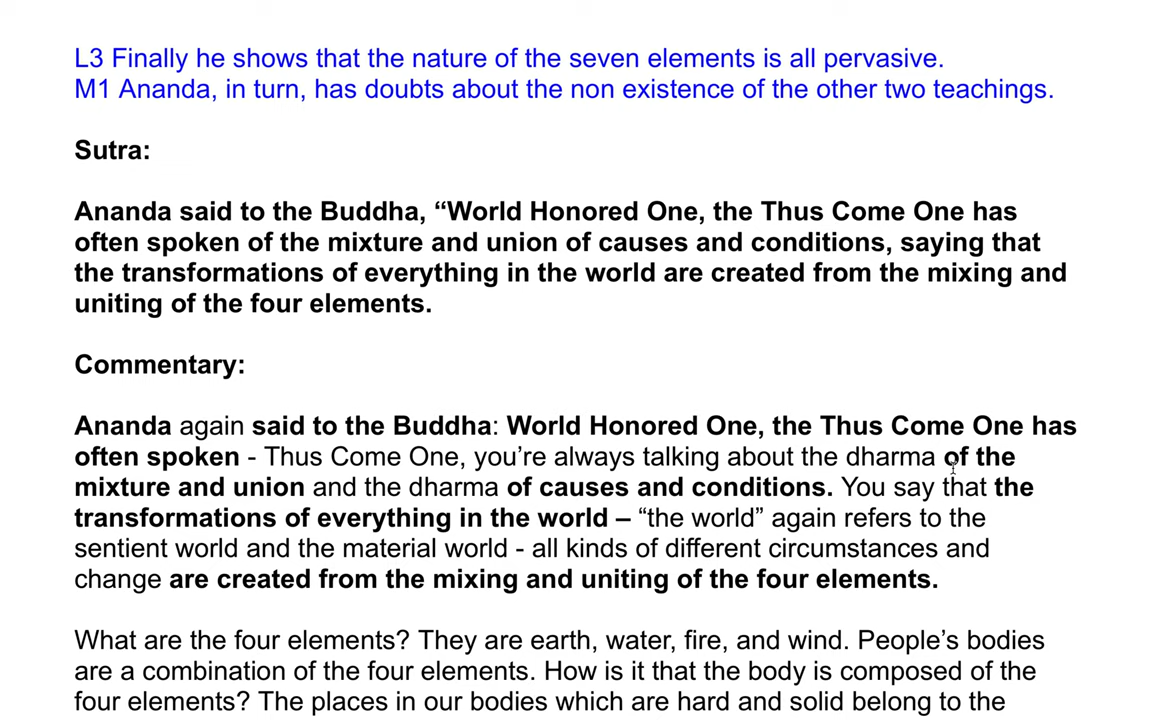 L3 Finally he shows that the nature of the seven elements is all pervasive.
M1 Ananda, in turn, has doubts about the non existence of the other two teachings.
Sutra:
Ananda said to the Buddha, “World Honored One, the Thus Come One has
often spoken of the mixture and union of causes and conditions, saying that
the transformations of everything in the world are created from the mixing and
uniting of the four elements.
Commentary:
Ananda again said to the Buddha: World Honored One, the Thus Come One has
often spoken - Thus Come One, you’re always talking about the dharma of the
mixture and union and the dharma of causes and conditions. You say that the
transformations of everything in the world – “the world” again refers to the
sentient world and the material world - all kinds of different circumstances and
change are created from the mixing and uniting of the four elements.
What are the four elements? They are earth, water, fire, and wind. People’s bodies
are a combination of the four elements. How is it that the body is composed of the
four elements? The places in our bodies which are hard and solid belong to the